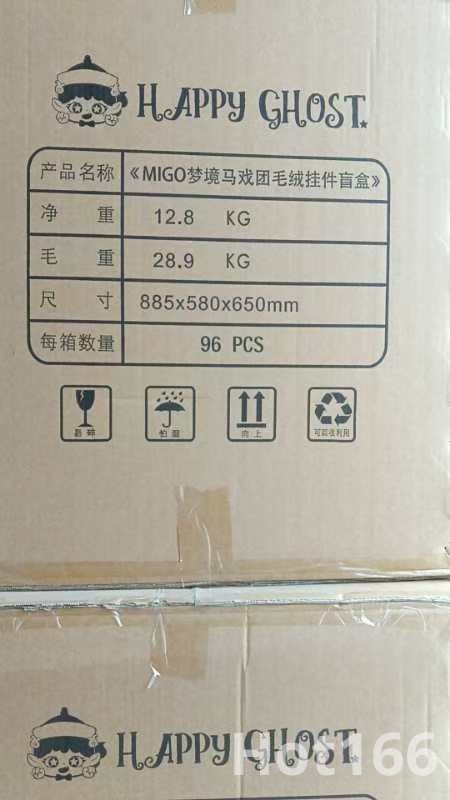 HAPPY GHOST.
产品名称 《MIGO梦境马戏团毛绒挂件盲盒》
净 重 12.8 KG
毛 重 28.9 KG
尺 寸 885x580x650mm
每箱数量 96 PCS
易碎 怕湿 向上 可回收利用
HAPPY GHOST.
Hot166